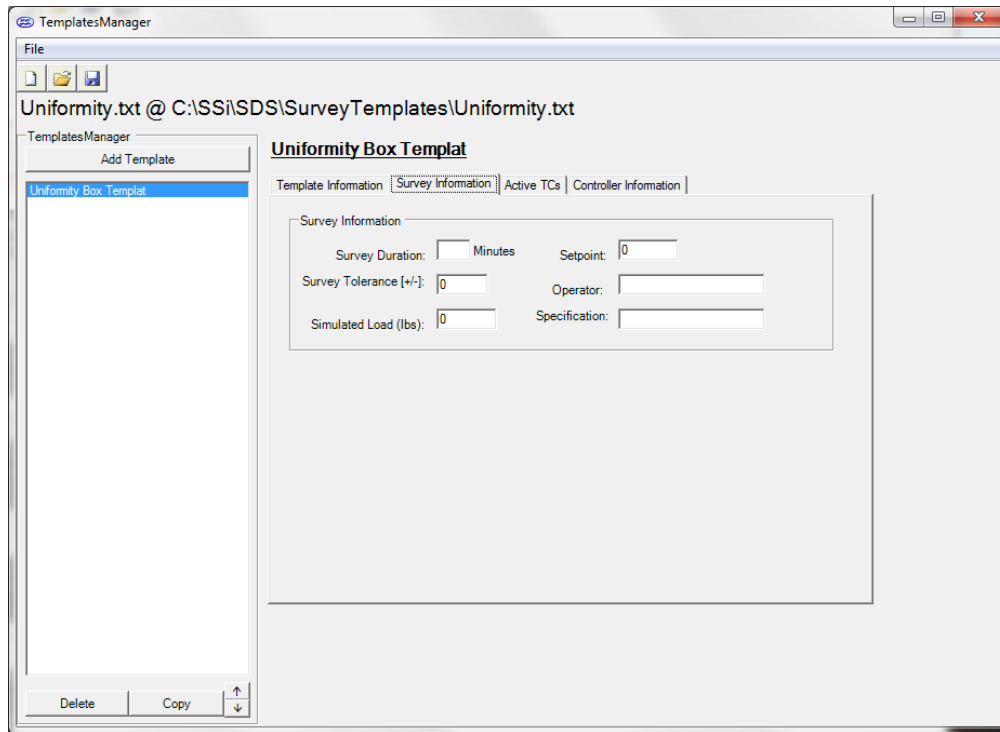 TemplatesManager
File
Uniformity.txt @ C:\SSi\SDS\SurveyTemplates\Uniformity.txt
TemplatesManager
Add Template
Uniformity Box Templat
Uniformity Box Templat
Template Information Survey Information Active TCs Controller Information
Survey Information
Survey Duration: Minutes Setpoint: 0
Survey Tolerance [+/-]: 0 Operator:
Simulated Load (lbs): 0 Specification:
Delete Copy